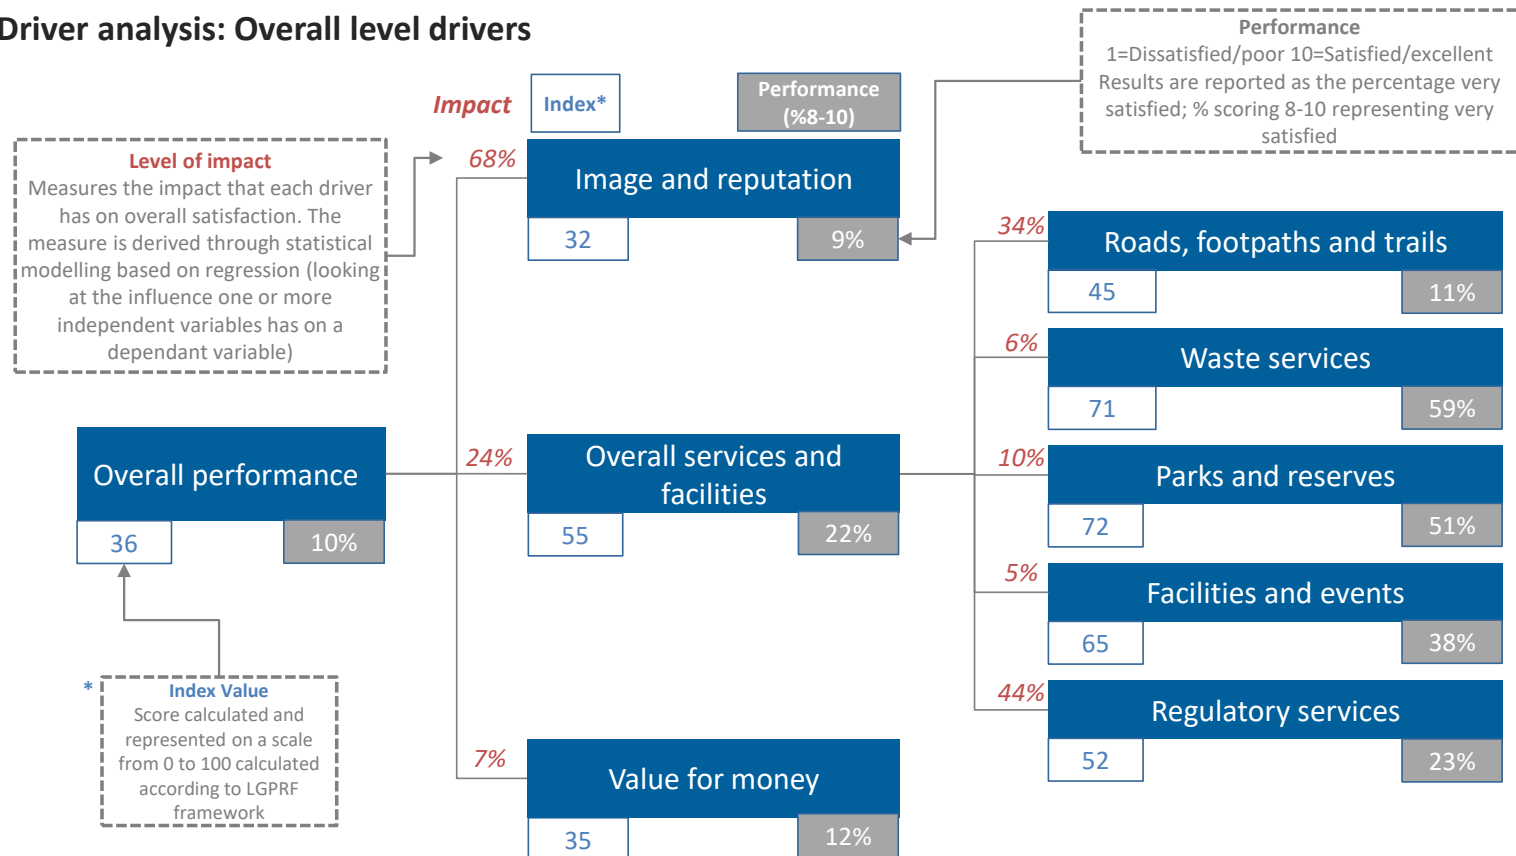 Driver analysis: Overall level drivers
Performance
1=Dissatisfied/poor 10=Satisfied/excellent
Results are reported as the percentage very
satisfied; % scoring 8-10 representing very
satisfied
Impact
Index*
Performance
(%8-10)
Level of impact
Measures the impact that each driver
has on overall satisfaction. The
measure is derived through statistical
modelling based on regression (looking
at the influence one or more
independent variables has on a
dependant variable)
68%
Image and reputation
32
9%
34%
Roads, footpaths and trails
45
11%
6%
Waste services
71
59%
Overall performance
36
10%
24%
Overall services and
facilities
55
22%
10%
Parks and reserves
72
51%
5%
Facilities and events
65
38%
44%
Regulatory services
52
23%
*
Index Value
Score calculated and
represented on a scale
from 0 to 100 calculated
according to LGPRF
framework
7%
Value for money
35
12%